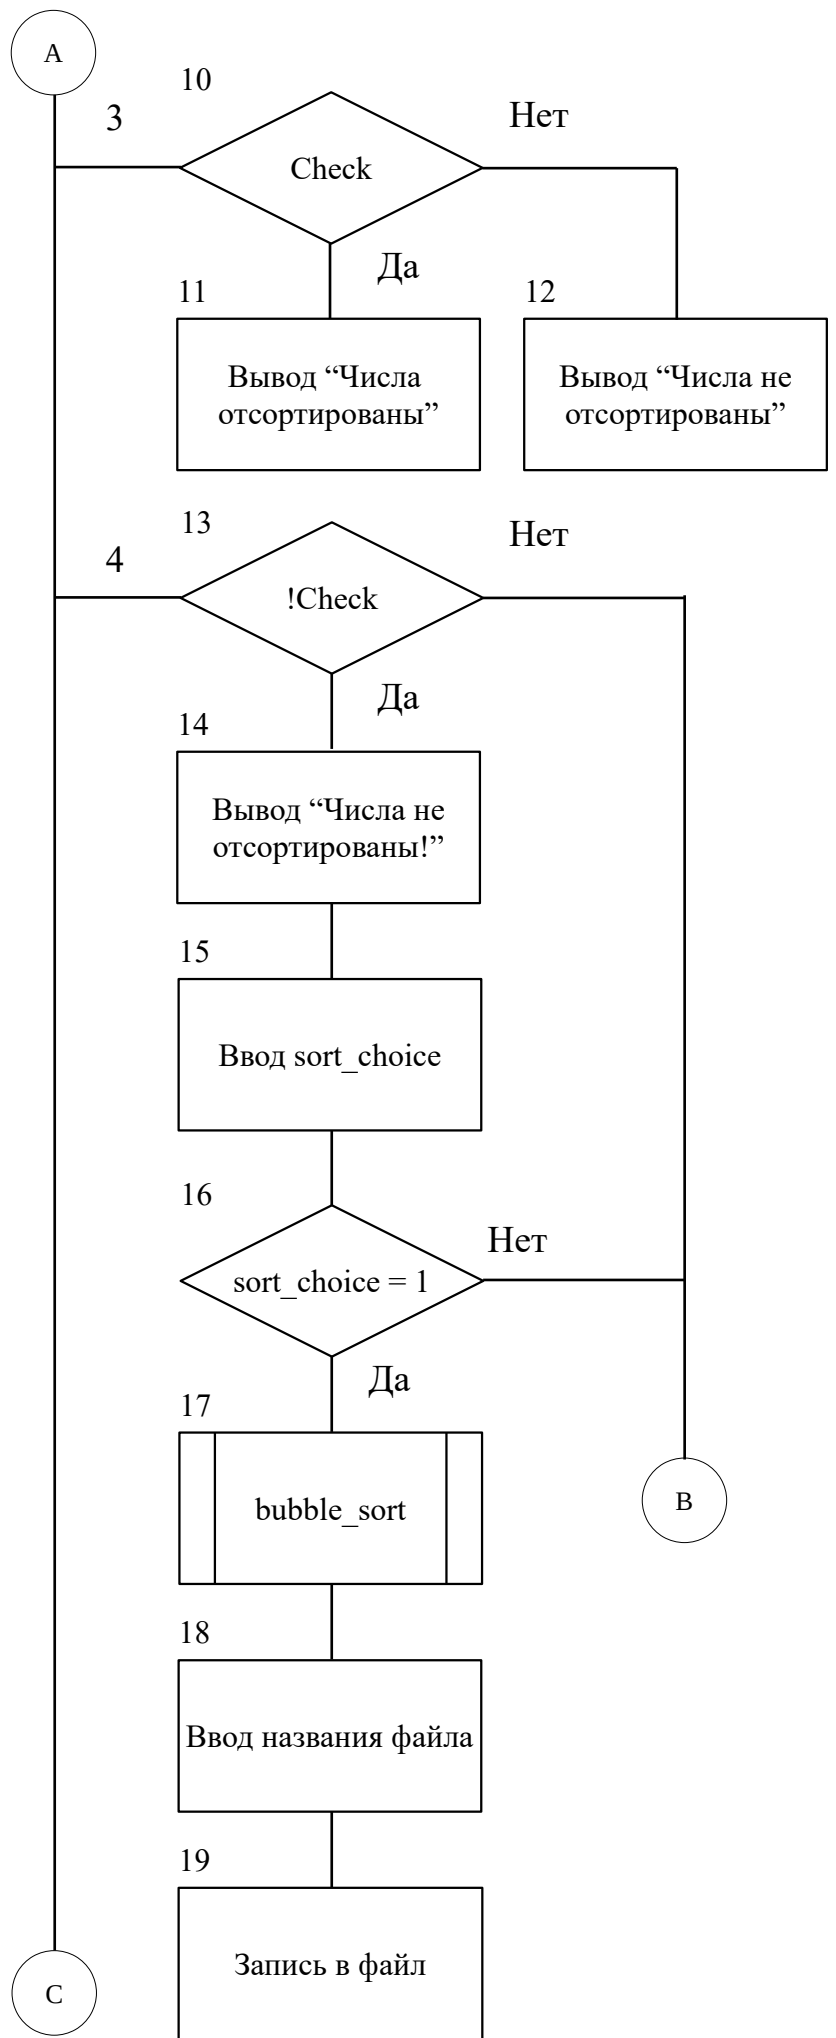 A
10
3
Нет
Check
Да
11
12
Вывод “Числа
отсортированы”
Вывод “Числа не
отсортированы”
13
Нет
4
!Check
Да
14
Вывод “Числа не
отсортированы!”
15
Ввод sort_choice
16
Нет
sort_choice = 1
Да
17
bubble_sort
B
18
Ввод названия файла
19
Запись в файл
C